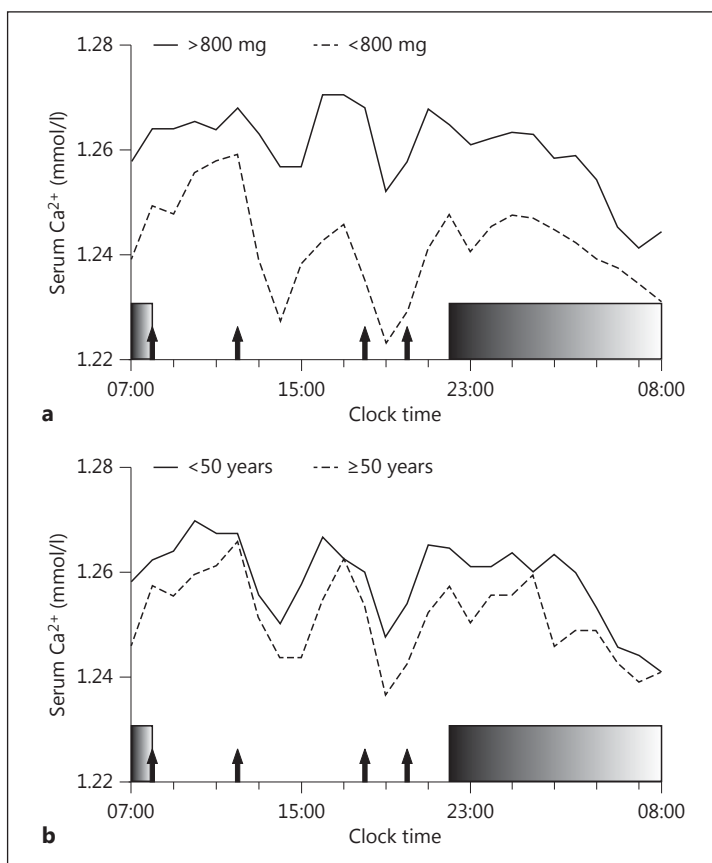 >800 mg <800 mg
1.28
1.26
1.24
1.22
Serum Ca²⁺ (mmol/l)
07:00 15:00 23:00 08:00
a Clock time
<50 years ≥50 years
1.28
1.26
1.24
1.22
Serum Ca²⁺ (mmol/l)
07:00 15:00 23:00 08:00
b Clock time